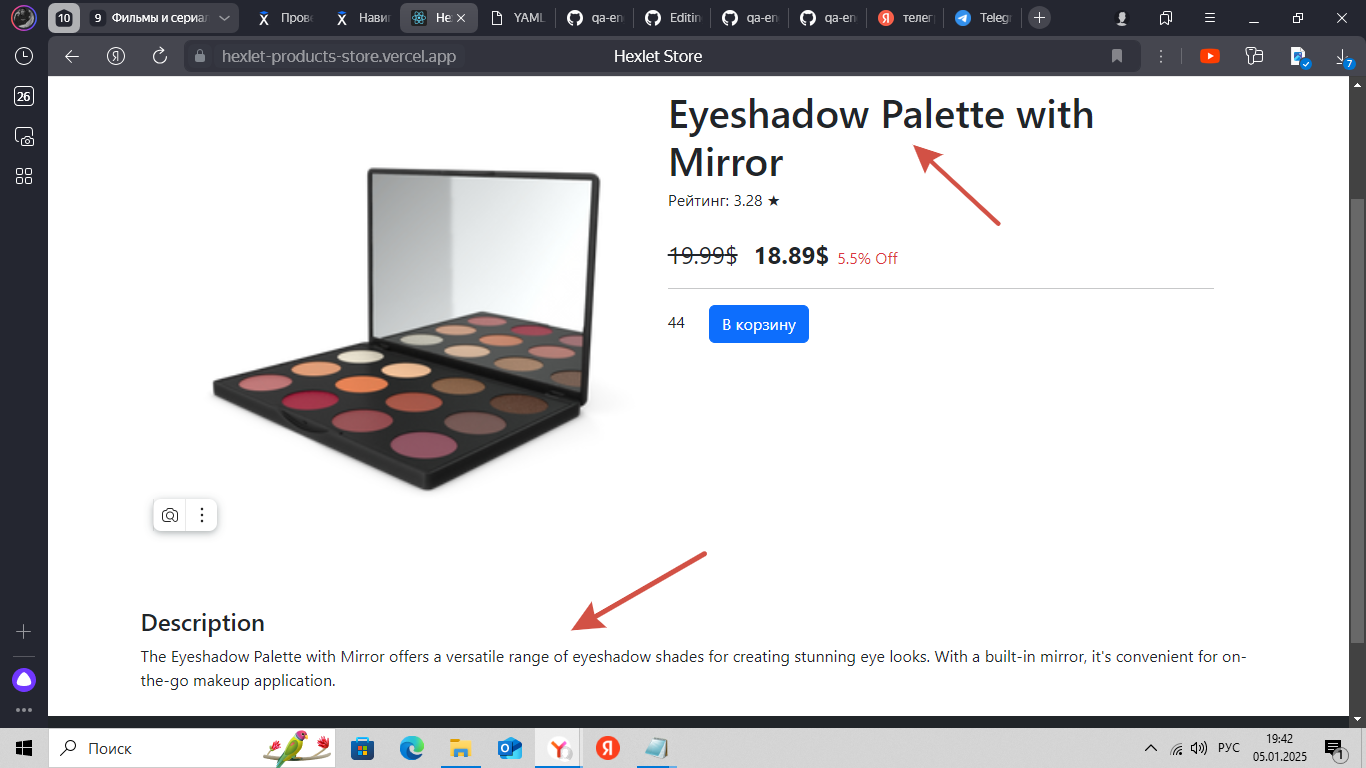 10
9 Фильмы и сериал
Пров
Навиг
He
YAML
qa-en
Editin
qa-en
qa-en
телег
Telegr
hexlet-products-store.vercel.app
Hexlet Store
7
26
Eyeshadow Palette with
Mirror
Рейтинг: 3.28 ★
19.99$ 18.89$ 5.5% Off
44 В корзину
Description
The Eyeshadow Palette with Mirror offers a versatile range of eyeshadow shades for creating stunning eye looks. With a built-in mirror, it's convenient for on-
the-go makeup application.
Поиск
РУС
19:42
05.01.2025
1